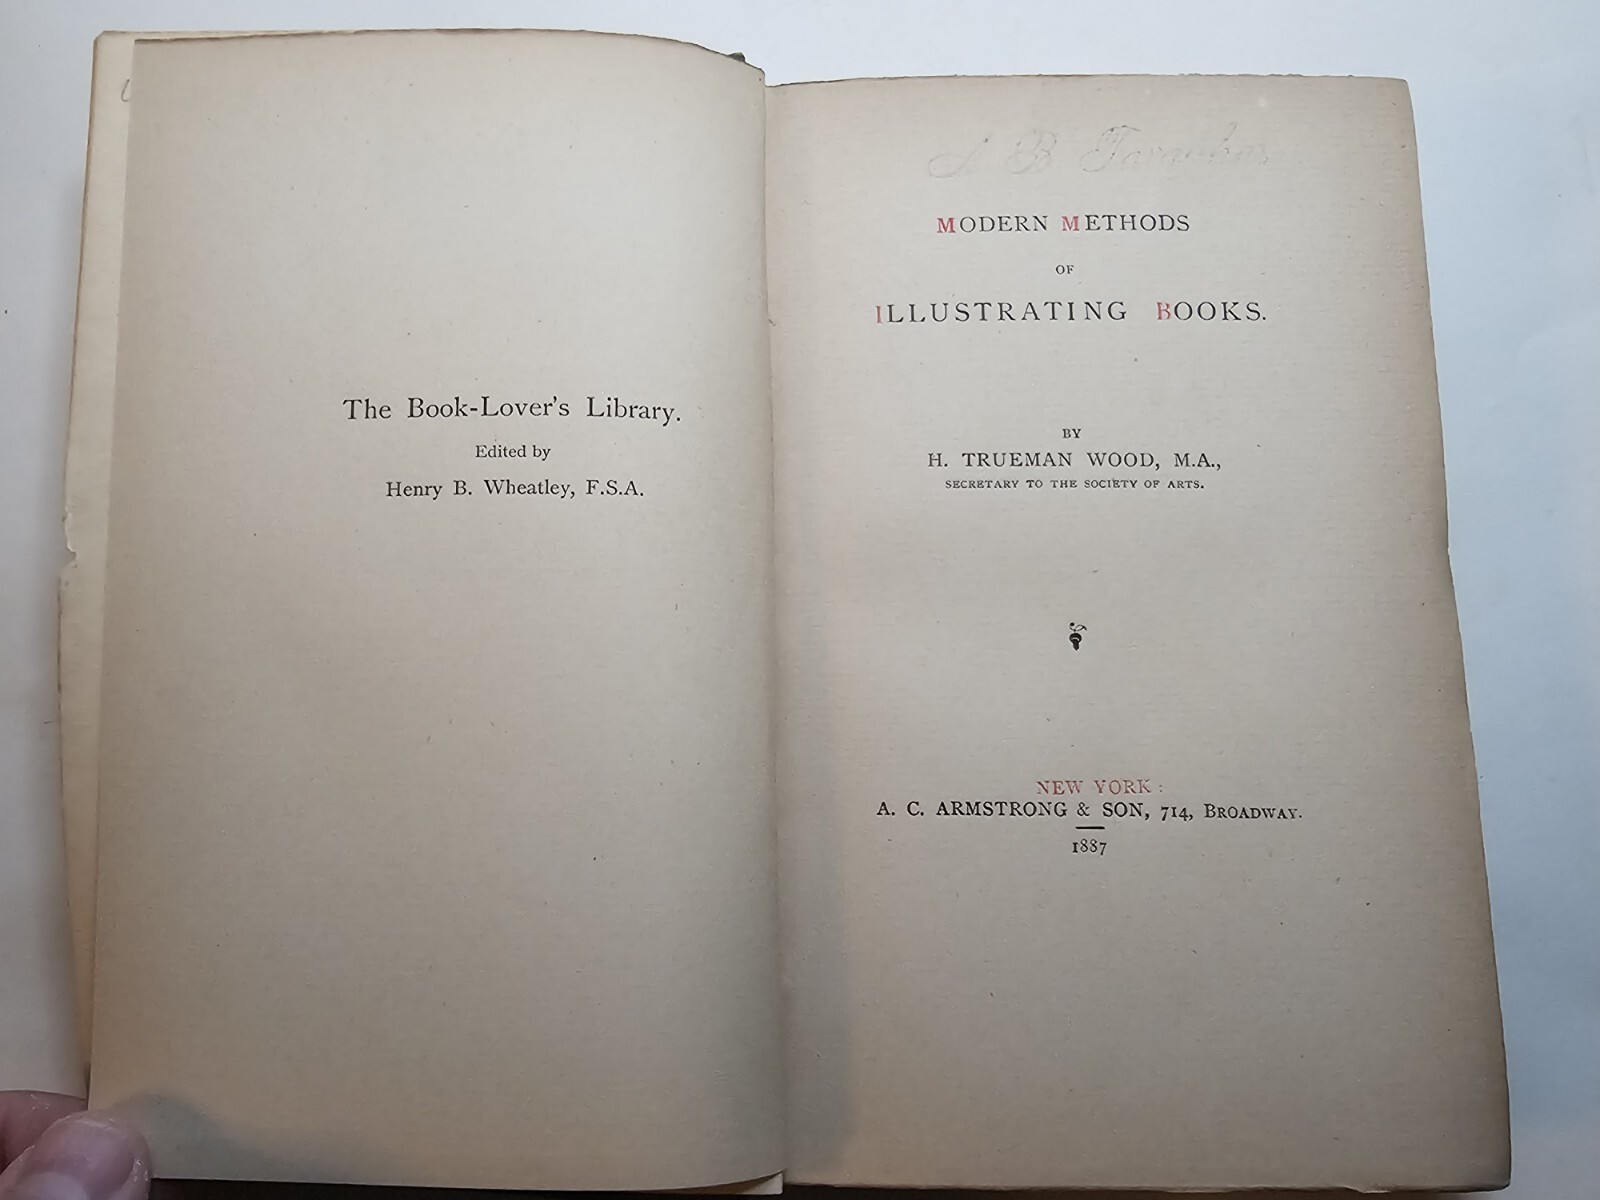 The Book-Lover's Library.
Edited by
Henry B. Wheatley, F.S.A.
A B
MODERN METHODS
OF
ILLUSTRATING BOOKS.
BY
H. TRUEMAN WOOD, M.A.,
SECRETARY TO THE SOCIETY OF ARTS.
NEW YORK:
A. C. ARMSTRONG & SON, 714, BROADWAY.
1887